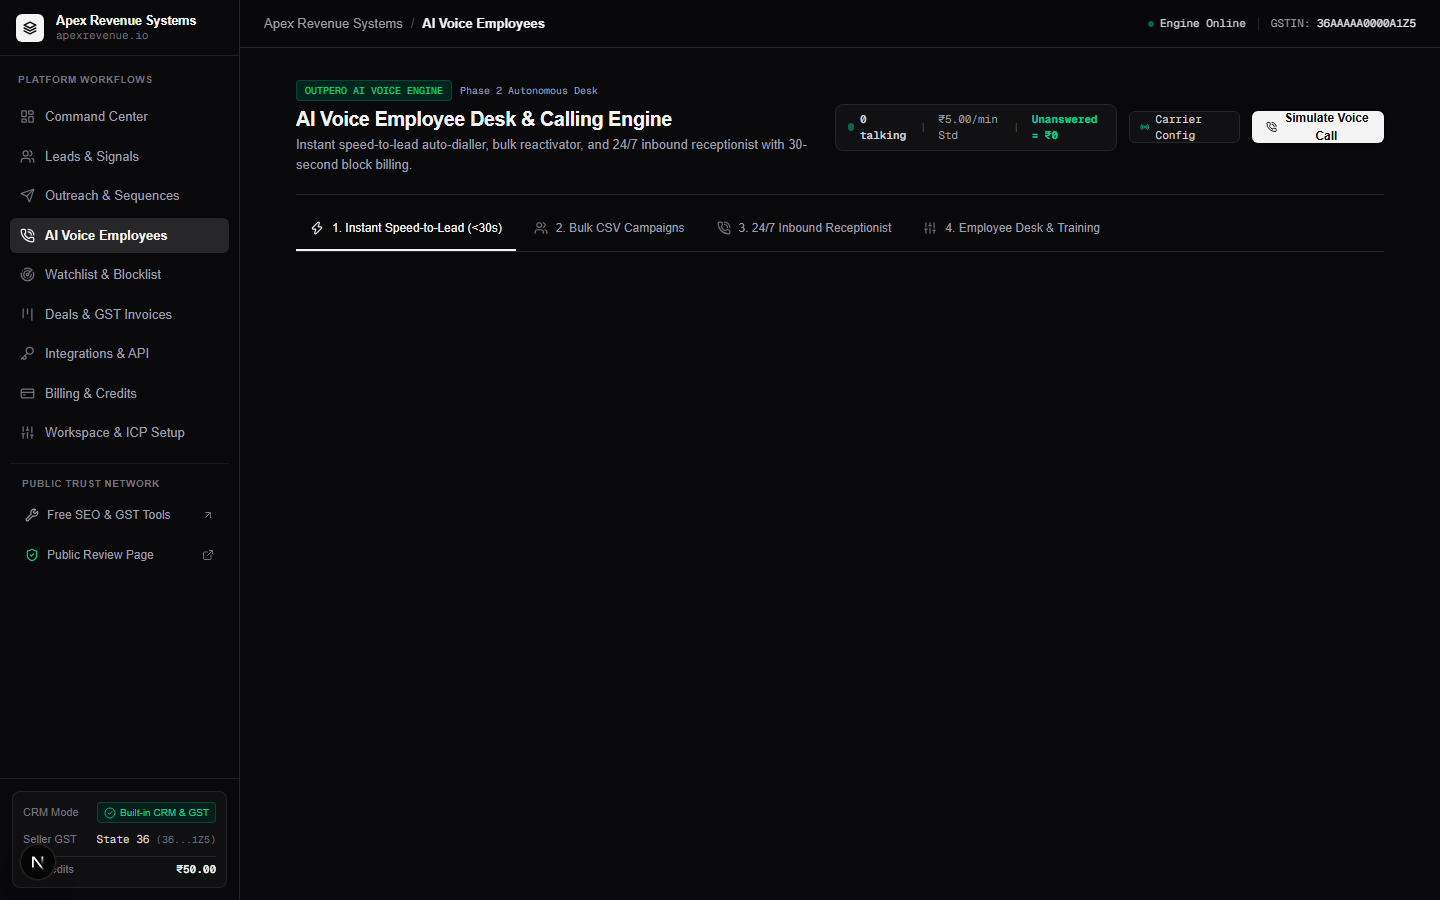 Apex Revenue Systems
apexrevenue.io
PLATFORM WORKFLOWS
Command Center
Leads & Signals
Outreach & Sequences
AI Voice Employees
Watchlist & Blocklist
Deals & GST Invoices
Integrations & API
Billing & Credits
Workspace & ICP Setup
PUBLIC TRUST NETWORK
Free SEO & GST Tools
Public Review Page
CRM Mode
Built-in CRM & GST
Seller GST
State 36 (36...1Z5)
N
₹50.00
Apex Revenue Systems / AI Voice Employees
Engine Online
GSTIN: 36AAAAA0000A1Z5
OUTPERO AI VOICE ENGINE
Phase 2 Autonomous Desk
AI Voice Employee Desk & Calling Engine
Instant speed-to-lead auto-dialler, bulk reactivator, and 24/7 inbound receptionist with 30-
second block billing.
0
talking
|
₹5.00/min
Std
|
Unanswered
= ₹0
Carrier
Config
Simulate Voice
Call
1. Instant Speed-to-Lead (<30s)
2. Bulk CSV Campaigns
3. 24/7 Inbound Receptionist
4. Employee Desk & Training